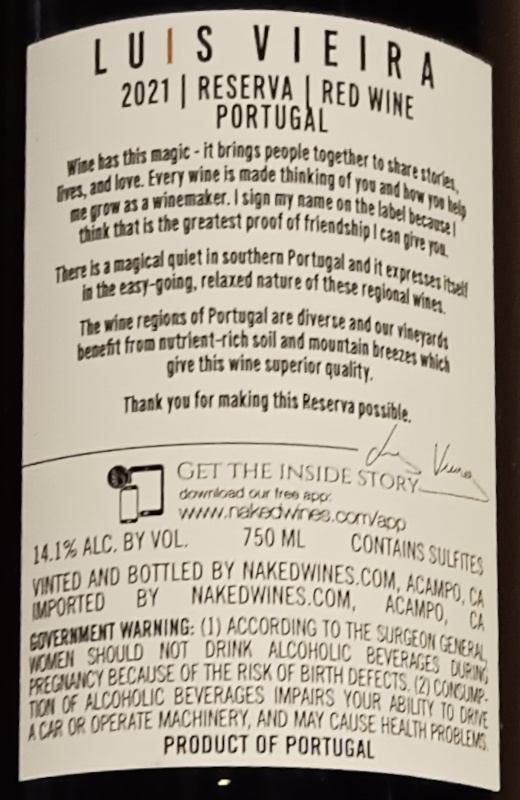 LUIS VIEIRA
2021 | RESERVA | RED WINE
PORTUGAL
Wine has this magic - it brings people together to share stories,
lives, and love. Every wine is made thinking of you and how you help
me grow as a winemaker. I sign my name on the label because I
think that is the greatest proof of friendship I can give you.
There is a magical quiet in southern Portugal and it expresses itself
in the easy-going, relaxed nature of these regional wines.
The wine regions of Portugal are diverse and our vineyards
benefit from nutrient-rich soil and mountain breezes which
give this wine superior quality.
Thank you for making this Reserva possible.
GET THE INSIDE STORY
download our free app:
www.nakedwines.com/app
14.1% ALC. BY VOL. 750 ML CONTAINS SULFITES
VINTED AND BOTTLED BY NAKEDWINES.COM, ACAMPO, CA
IMPORTED BY NAKEDWINES.COM, ACAMPO, CA
GOVERNMENT WARNING: (1) ACCORDING TO THE SURGEON GENERAL,
WOMEN SHOULD NOT DRINK ALCOHOLIC BEVERAGES DURING
PREGNANCY BECAUSE OF THE RISK OF BIRTH DEFECTS. (2) CONSUMP-
TION OF ALCOHOLIC BEVERAGES IMPAIRS YOUR ABILITY TO DRIVE
A CAR OR OPERATE MACHINERY, AND MAY CAUSE HEALTH PROBLEMS.
PRODUCT OF PORTUGAL